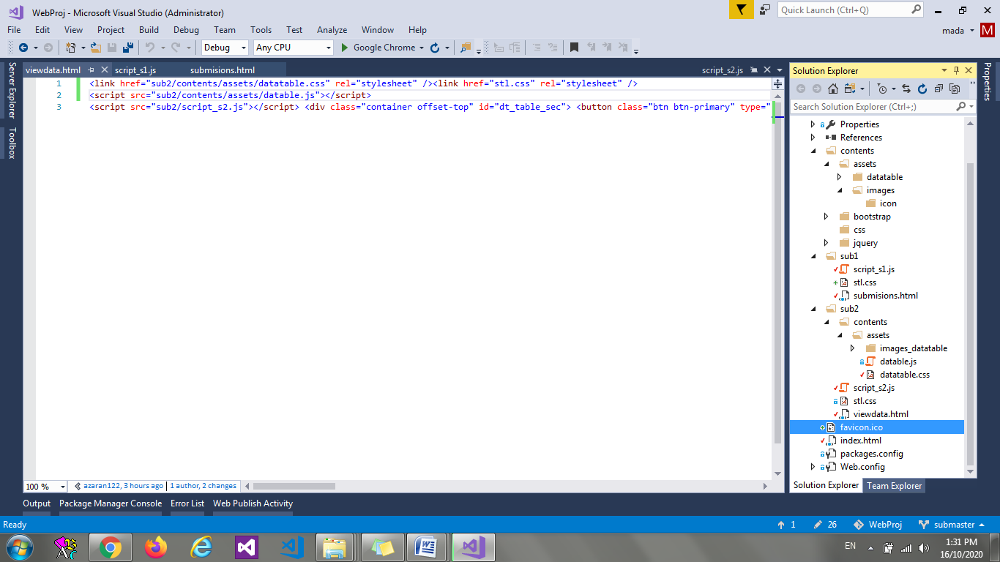 WebProj - Microsoft Visual Studio (Administrator)
Quick Launch (Ctrl+Q)
File Edit View Project Build Debug Team Tools Test Analyze Window Help
mada M
Debug Any CPU Google Chrome
Server Explorer
Toolbox
viewdata.html script_s1.js submisions.html script_s2.js
1 <link href="sub2/contents/assets/datatable.css" rel="stylesheet" /><link href="stl.css" rel="stylesheet" />
2 <script src="sub2/contents/assets/datable.js"></script>
3 <script src="sub2/script_s2.js"></script> <div class="container offset-top" id="dt_table_sec"> <button class="btn btn-primary" type="
100 % azaran122, 3 hours ago 1 author, 2 changes
Solution Explorer
Search Solution Explorer (Ctrl+;)
Properties
References
contents
assets
datatable
images
icon
bootstrap
css
jquery
sub1
script_s1.js
stl.css
submisions.html
sub2
contents
assets
images_datatable
datable.js
datatable.css
script_s2.js
stl.css
viewdata.html
favicon.ico
index.html
packages.config
Web.config
Solution Explorer Team Explorer
Properties
Output Package Manager Console Error List Web Publish Activity
Ready 1 26 WebProj submaster
EN 1:31 PM
16/10/2020